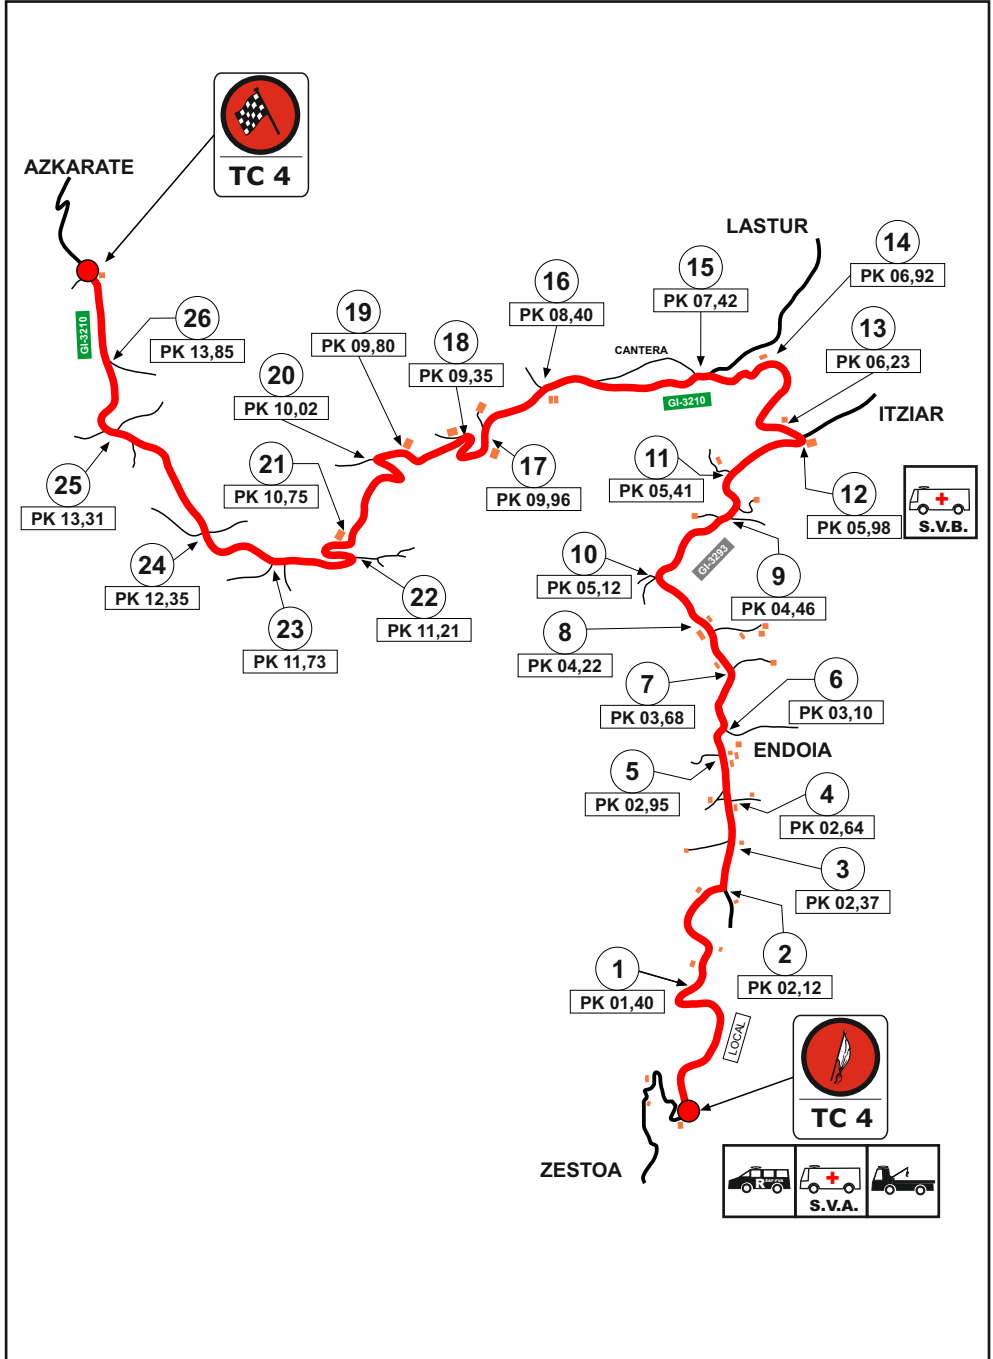 TC 4
AZKARATE
LASTUR
14
PK 06,92
15
PK 07,42
16
PK 08,40
26
PK 13,85
GI-3210
19
PK 09,80
18
PK 09,35
13
PK 06,23
CANTERA
20
PK 10,02
GI-3210
ITZIAR
21
PK 10,75
17
PK 09,96
11
PK 05,41
12
PK 05,98
S.V.B.
25
PK 13,31
24
PK 12,35
10
PK 05,12
GI-3293
9
PK 04,46
22
PK 11,21
23
PK 11,73
8
PK 04,22
7
PK 03,68
6
PK 03,10
ENDOIA
5
PK 02,95
4
PK 02,64
3
PK 02,37
2
PK 02,12
1
PK 01,40
LOCAL
TC 4
ZESTOA
R
S.V.A.